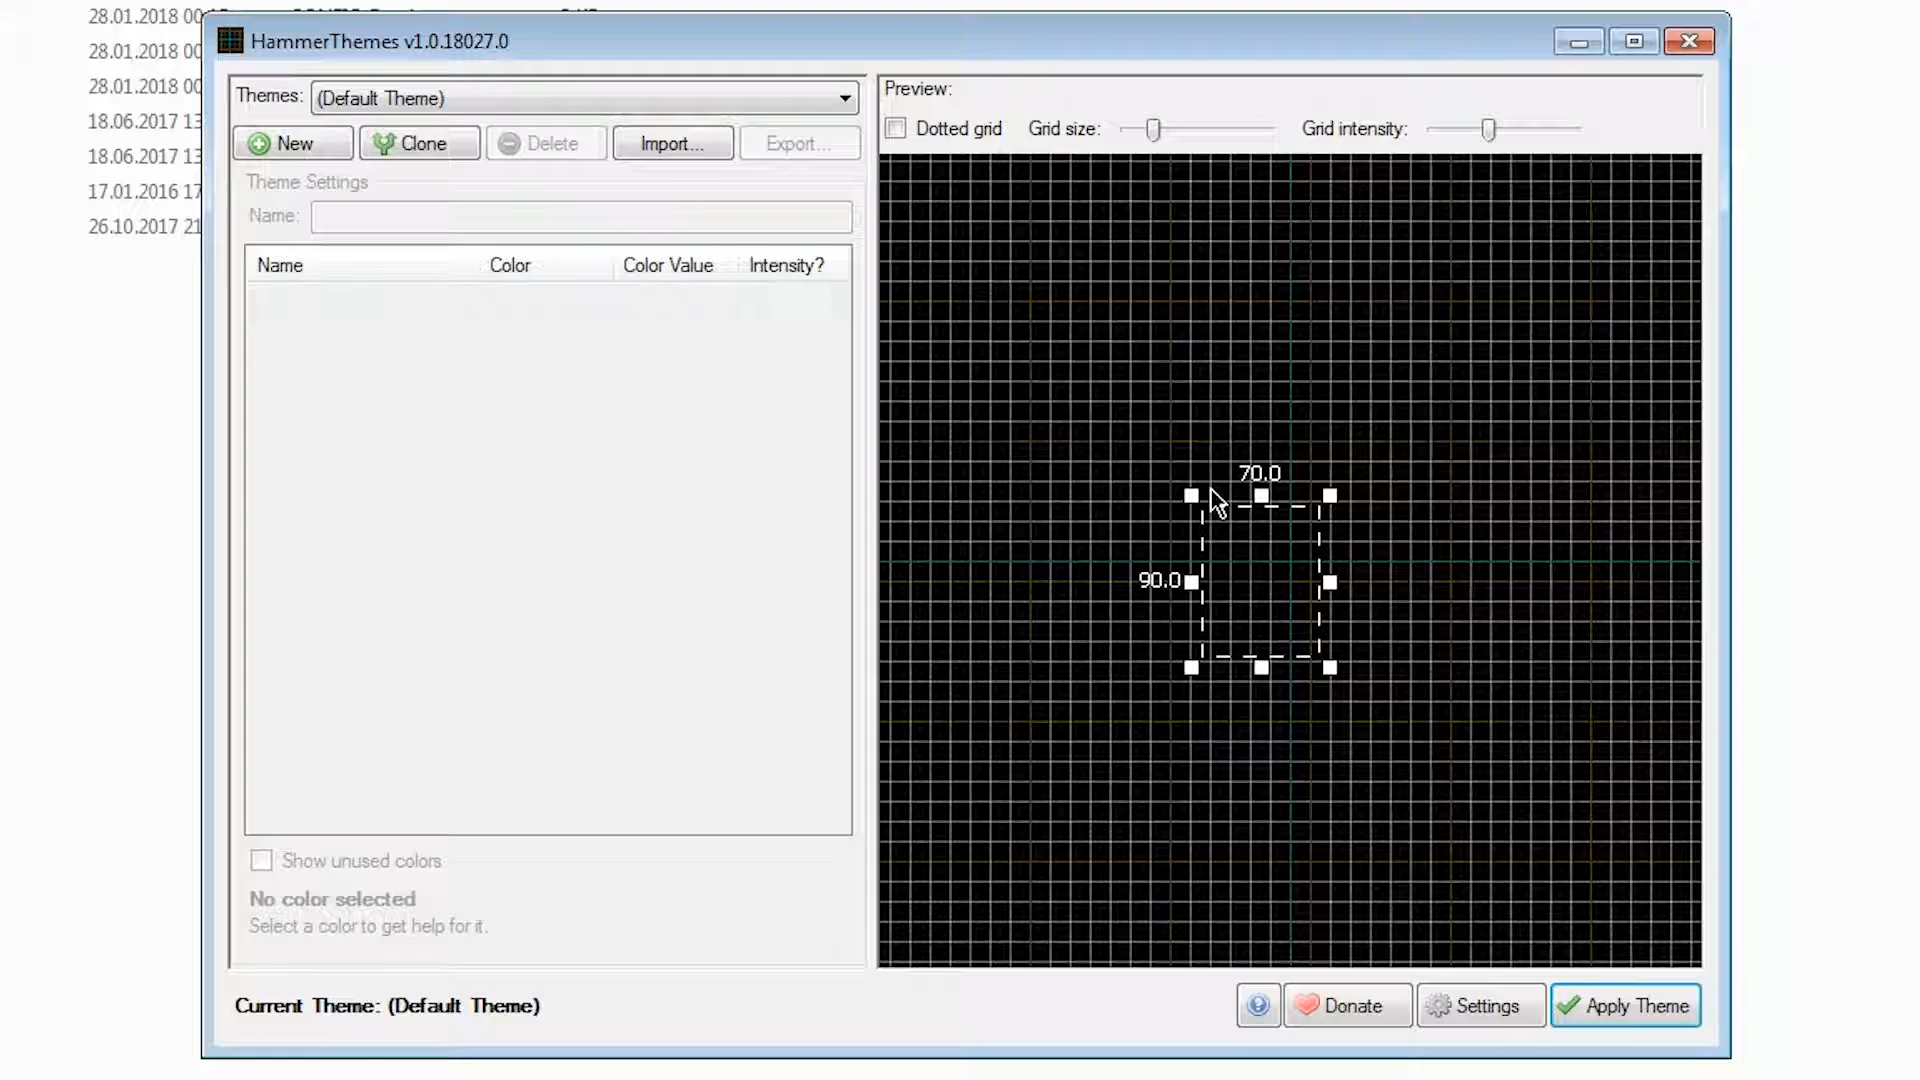 28.01.2018 00
HammerThemes v1.0.18027.0
28.01.2018 00
28.01.2018 00
18.06.2017 13
18.06.2017 13
17.01.2016 17
26.10.2017 21
Themes: (Default Theme)
New Clone Delete Import... Export...
Theme Settings
Name:
Name Color Color Value Intensity?
Show unused colors
No color selected
Select a color to get help for it.
Preview:
Dotted grid Grid size: Grid intensity:
70.0
90.0
Current Theme: (Default Theme)
Donate Settings Apply Theme